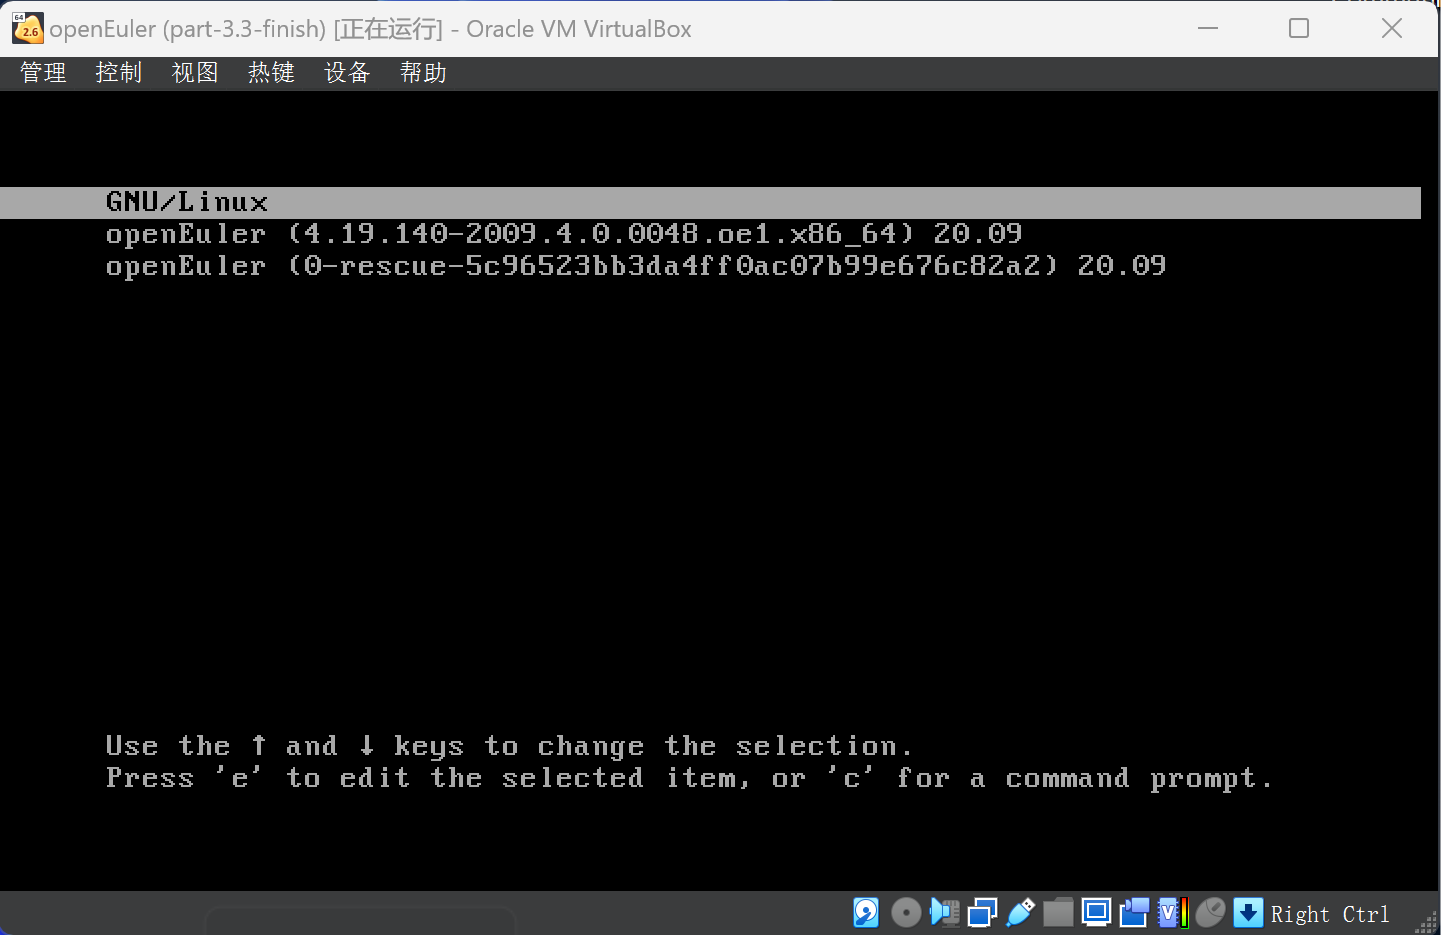 64
2.6
openEuler (part-3.3-finish) [正在运行] - Oracle VM VirtualBox
管理 控制 视图 热键 设备 帮助
GNU/Linux
openEuler (4.19.140-2009.4.0.0048.oe1.x86_64) 20.09
openEuler (0-rescue-5c96523bb3da4ff0ac07b99e676c82a2) 20.09
Use the ↑ and ↓ keys to change the selection.
Press 'e' to edit the selected item, or 'c' for a command prompt.
V
Right Ctrl